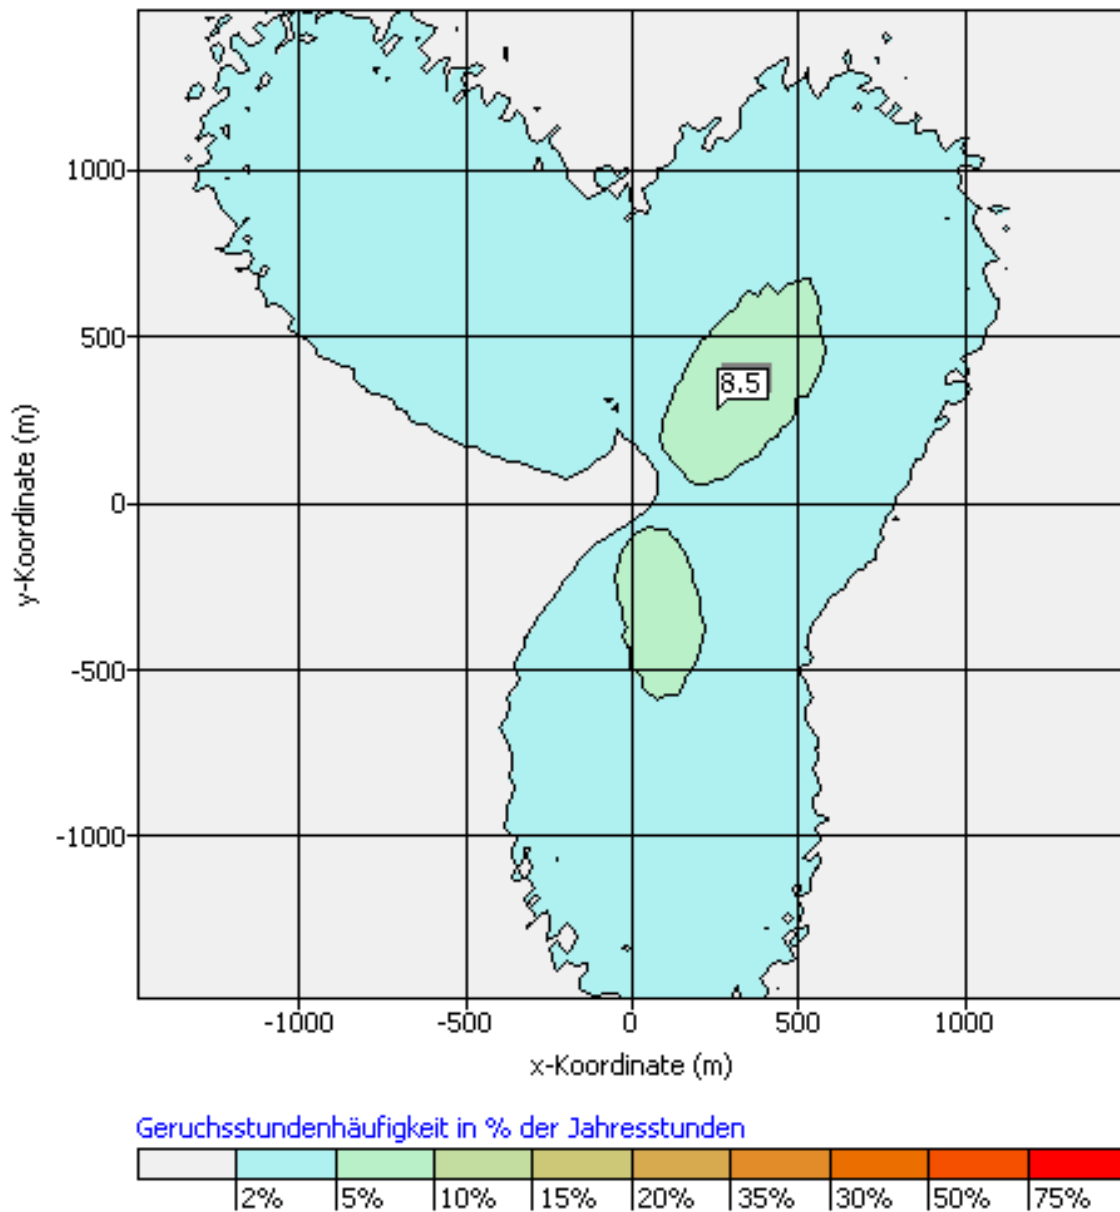 1000
500
8.5
0
-500
-1000
y-Koordinate (m)
-1000 -500 0 500 1000
x-Koordinate (m)
Geruchsstundenhäufigkeit in % der Jahresstunden
2% 5% 10% 15% 20% 35% 30% 50% 75%